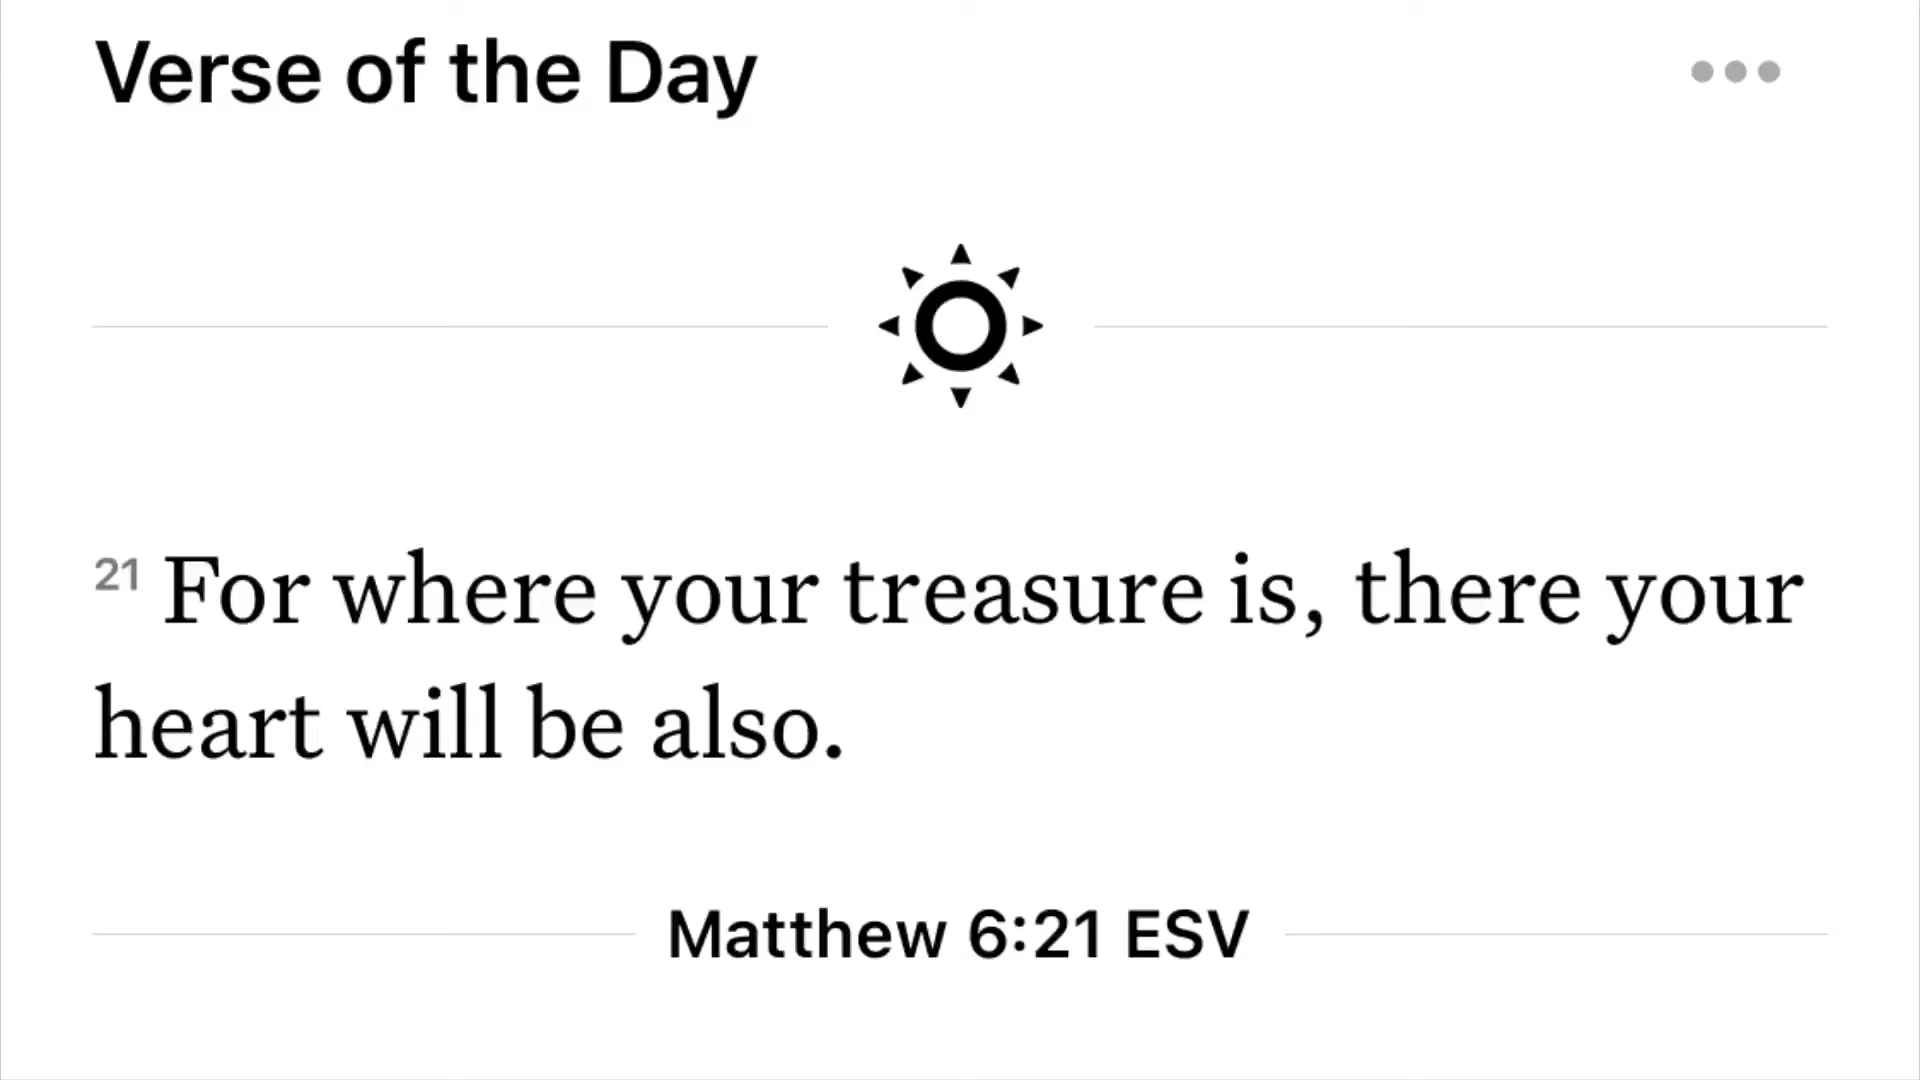 Verse of the Day
21 For where your treasure is, there your
heart will be also.
Matthew 6:21 ESV